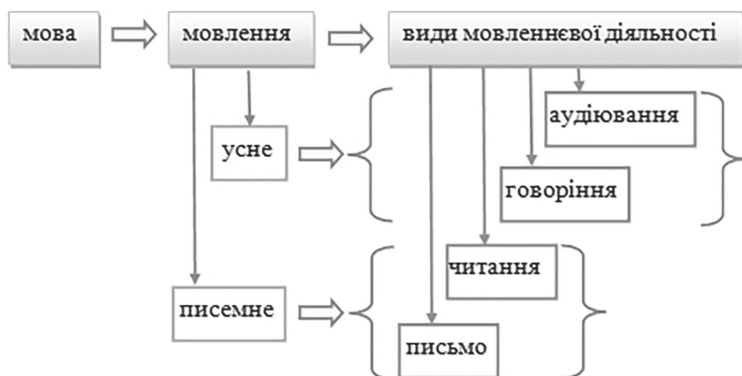 мова
мовлення
види мовленнєвої діяльності
аудіювання
усне
говоріння
читання
писемне
письмо